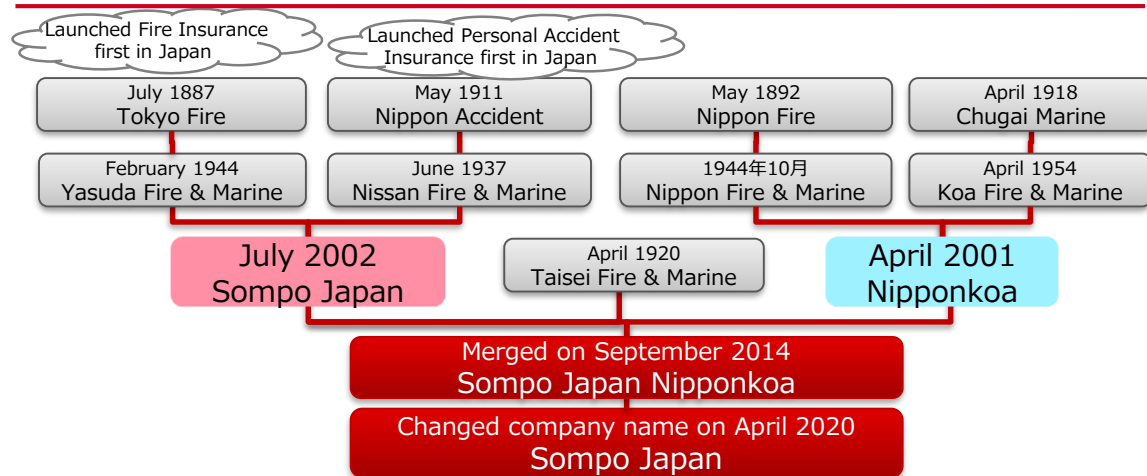 Launched Fire Insurance
first in Japan
Launched Personal Accident
Insurance first in Japan
July 1887
Tokyo Fire
May 1911
Nippon Accident
May 1892
Nippon Fire
April 1918
Chugai Marine
February 1944
Yasuda Fire & Marine
June 1937
Nissan Fire & Marine
1944年10月
Nippon Fire & Marine
April 1954
Koa Fire & Marine
July 2002
Sompo Japan
April 1920
Taisei Fire & Marine
April 2001
Nipponkoa
Merged on September 2014
Sompo Japan Nipponkoa
Changed company name on April 2020
Sompo Japan